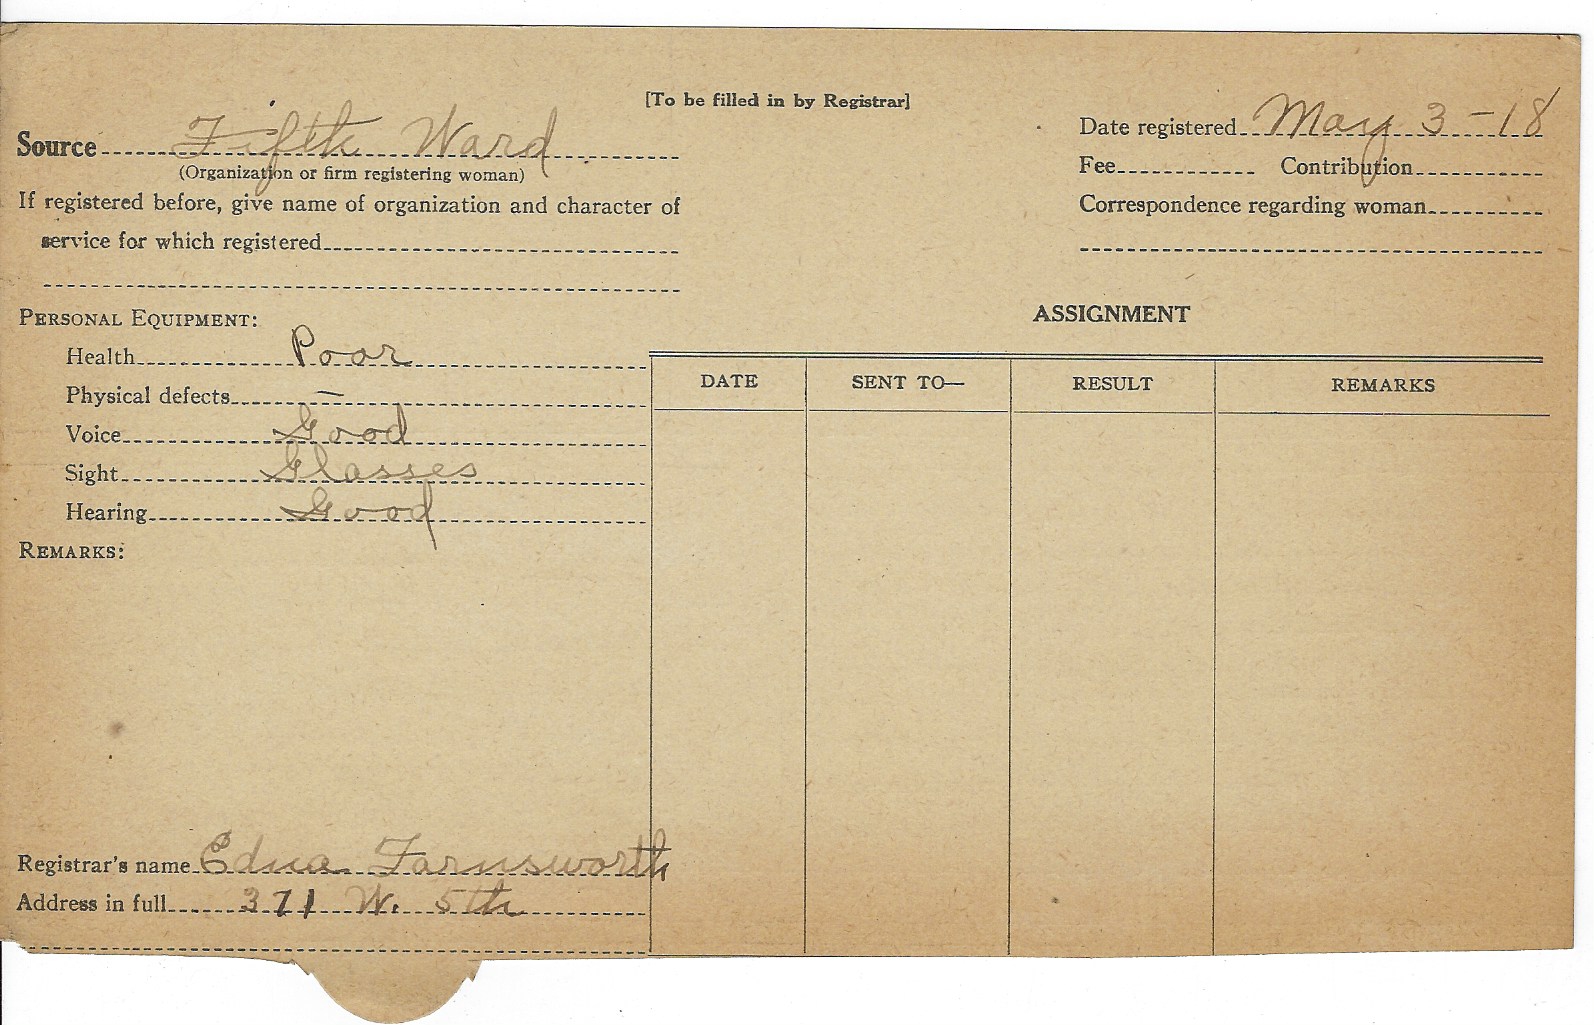 [To be filled in by Registrar]
Source Fifth Ward
(Organization or firm registering woman)
If registered before, give name of organization and character of
service for which registered
Date registered May 3-18
Fee Contribution
Correspondence regarding woman
PERSONAL EQUIPMENT:
Health Poor
Physical defects —
Voice Good
Sight Glasses
Hearing Good
REMARKS:
ASSIGNMENT
DATE SENT TO— RESULT REMARKS
Registrar's name Edna Farnsworth
Address in full 371 W. 5th